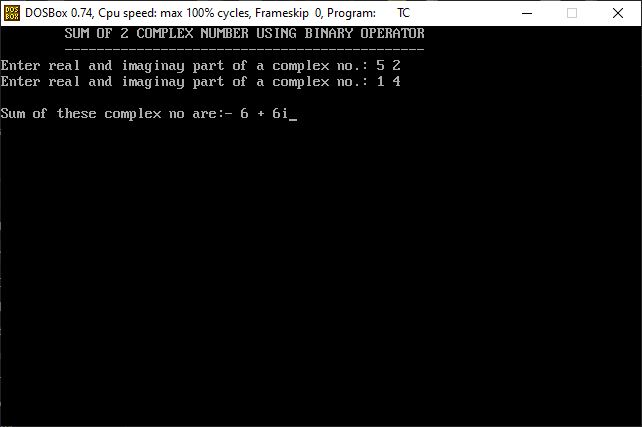 DOS
BOX
DOSBox 0.74, Cpu speed: max 100% cycles, Frameskip 0, Program: TC
SUM OF 2 COMPLEX NUMBER USING BINARY OPERATOR
---------------------------------------------
Enter real and imaginay part of a complex no.: 5 2
Enter real and imaginay part of a complex no.: 1 4
Sum of these complex no are:- 6 + 6i_